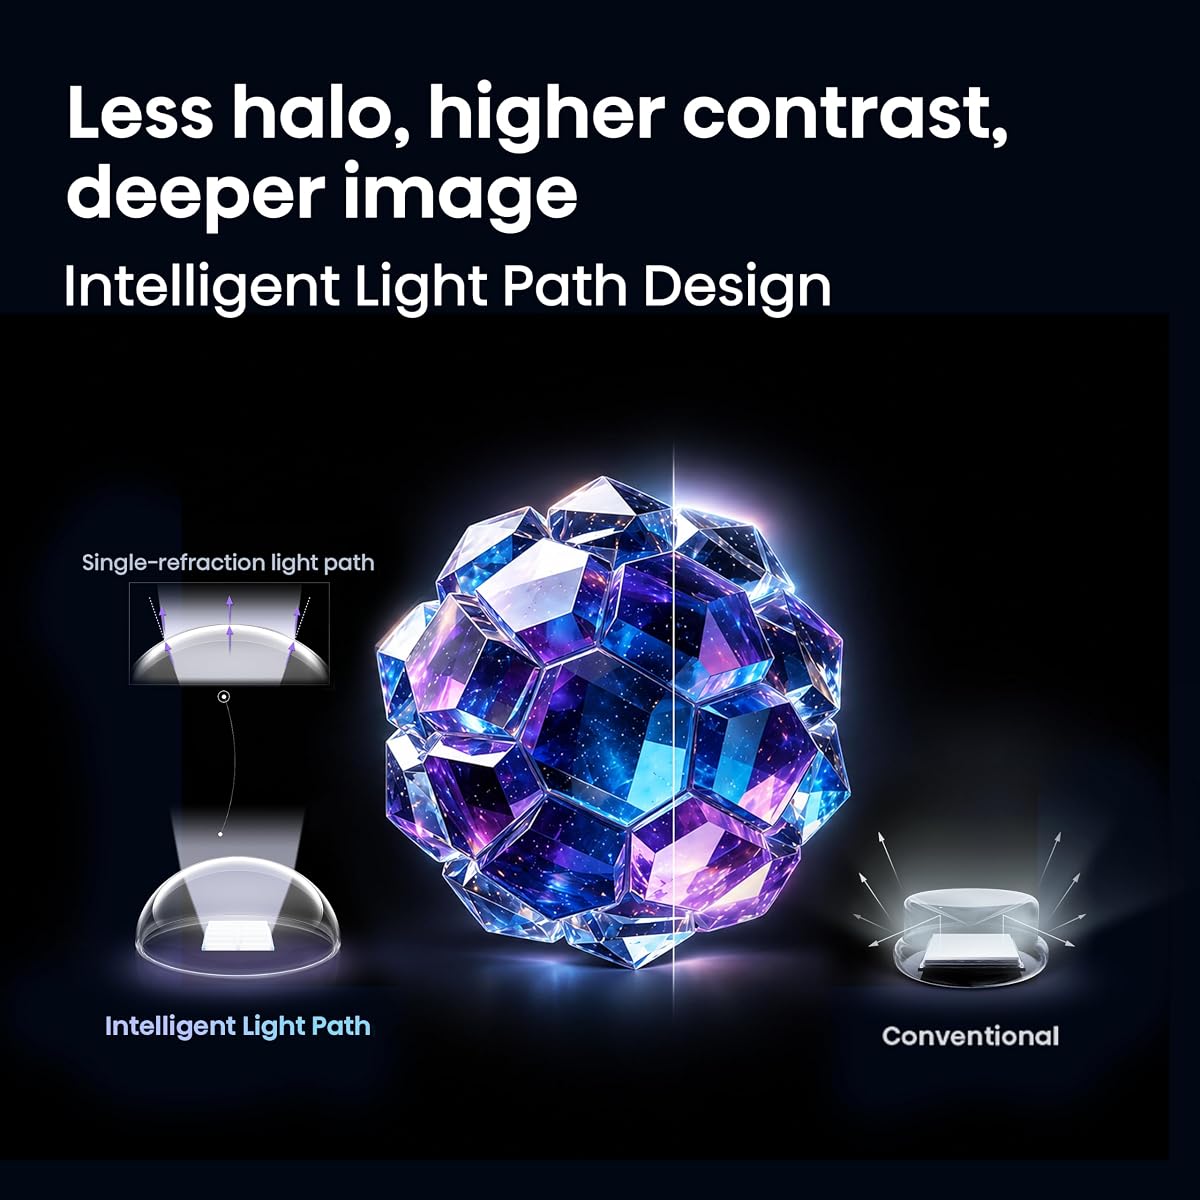 Less halo, higher contrast,
deeper image
Intelligent Light Path Design
Single-refraction light path
Intelligent Light Path
Conventional